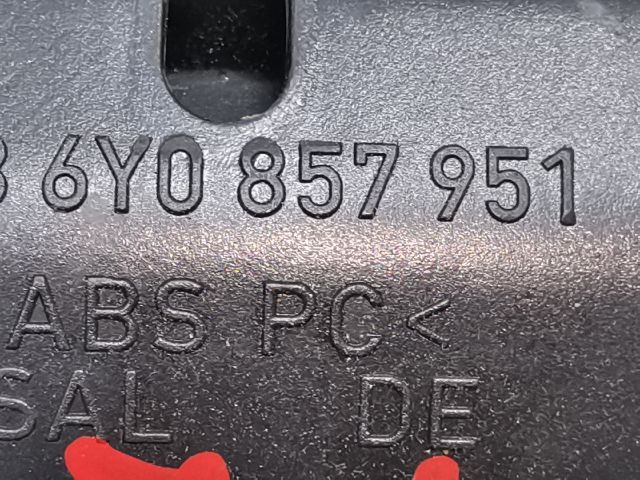 6Y0 857 951
ABS PC<
SAL DE